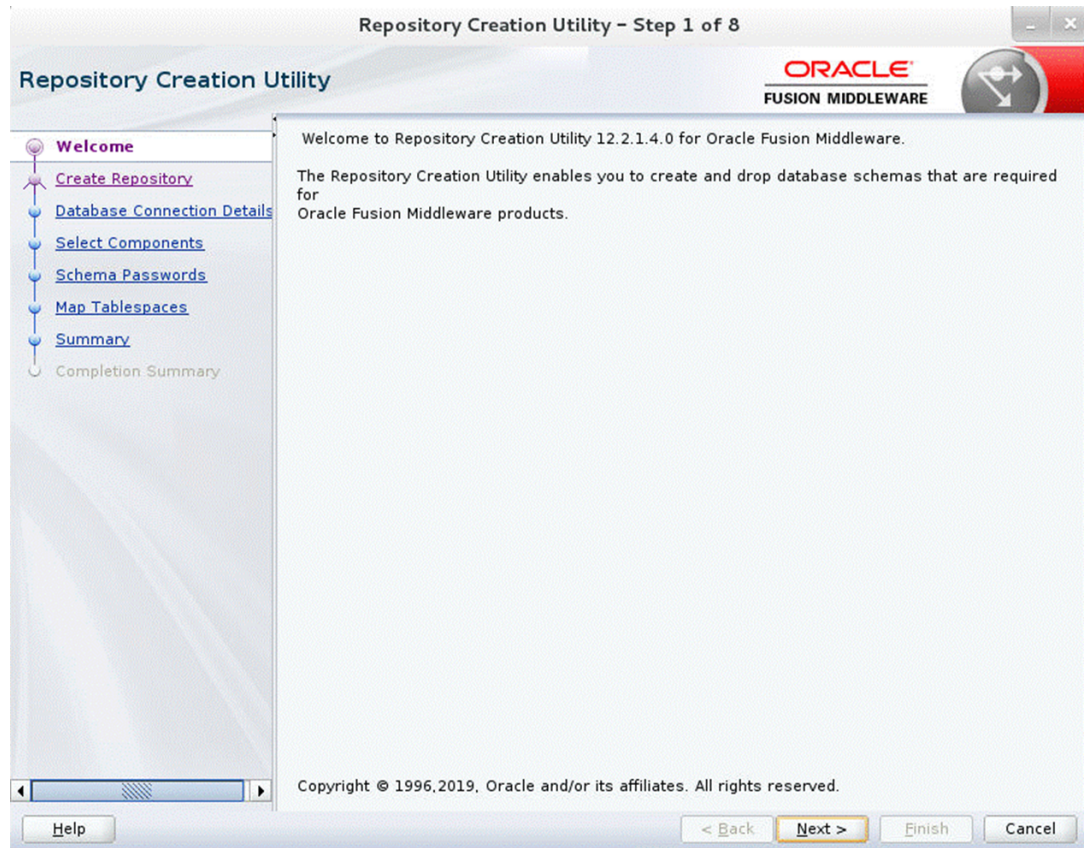 Repository Creation Utility – Step 1 of 8
Repository Creation Utility
ORACLE
FUSION MIDDLEWARE
Welcome
Create Repository
Database Connection Details
Select Components
Schema Passwords
Map Tablespaces
Summary
Completion Summary
Welcome to Repository Creation Utility 12.2.1.4.0 for Oracle Fusion Middleware.
The Repository Creation Utility enables you to create and drop database schemas that are required
for
Oracle Fusion Middleware products.
Copyright © 1996,2019, Oracle and/or its affiliates. All rights reserved.
Help
< Back
Next >
Finish
Cancel